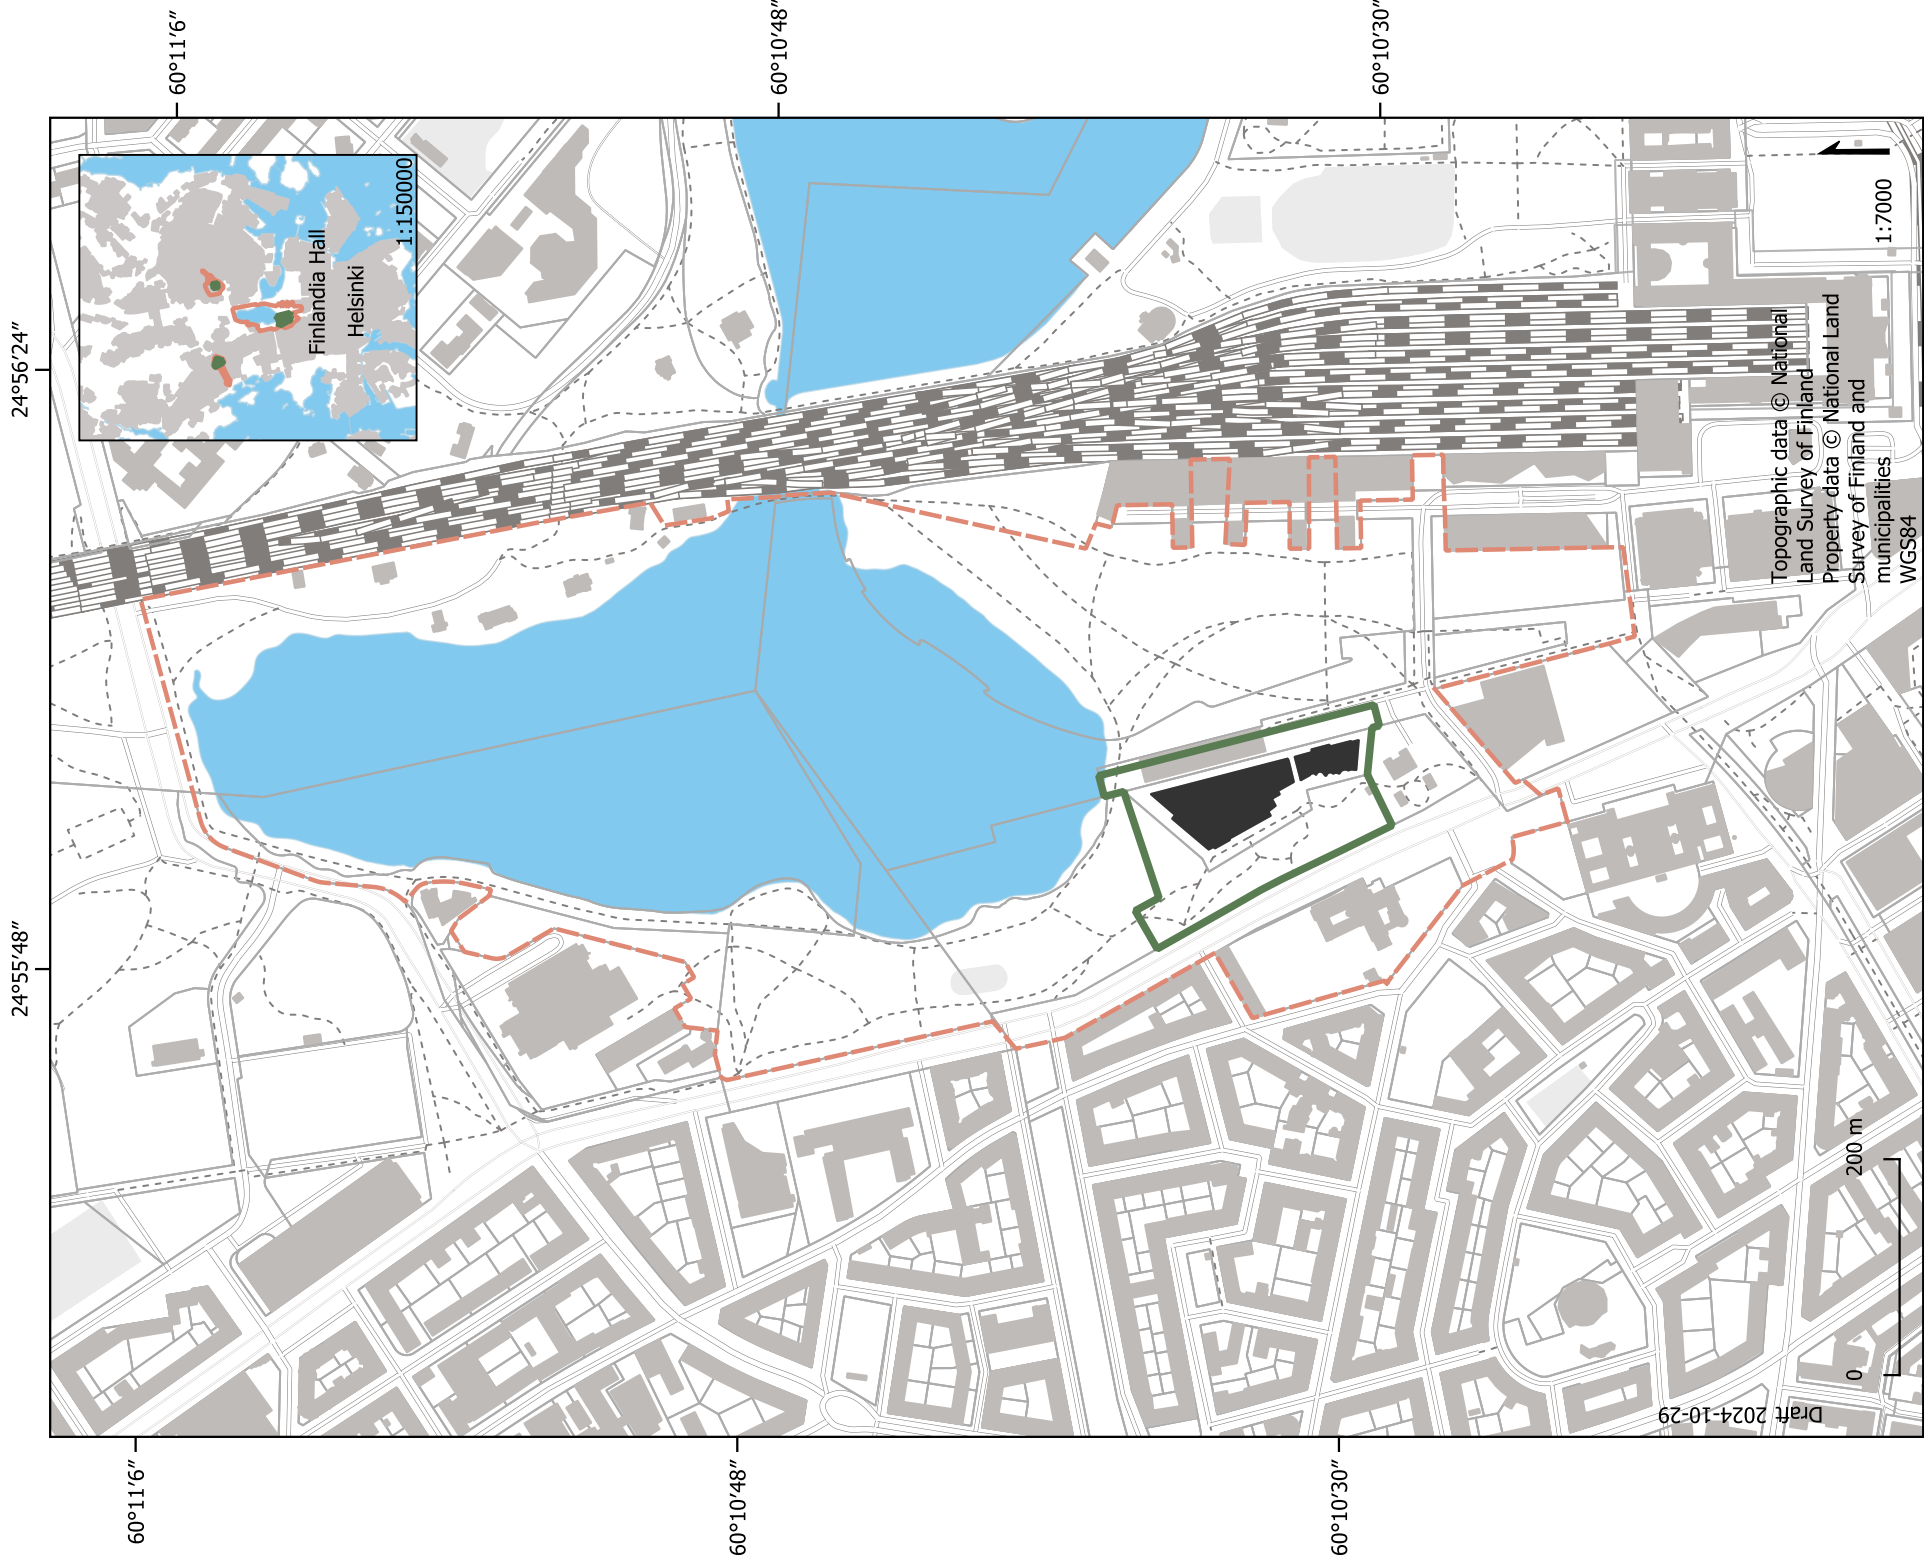 60°11′6″
60°10′48″
60°10′30″
24°56′24″
24°55′48″
1:150000
Finlandia Hall
Helsinki
1:7000
Topographic data © National
Land Survey of Finland
Property data © National Land
Survey of Finland and
municipalities
WGS84
0
200 m
Draft 2024-10-29
60°11′6″
60°10′48″
60°10′30″